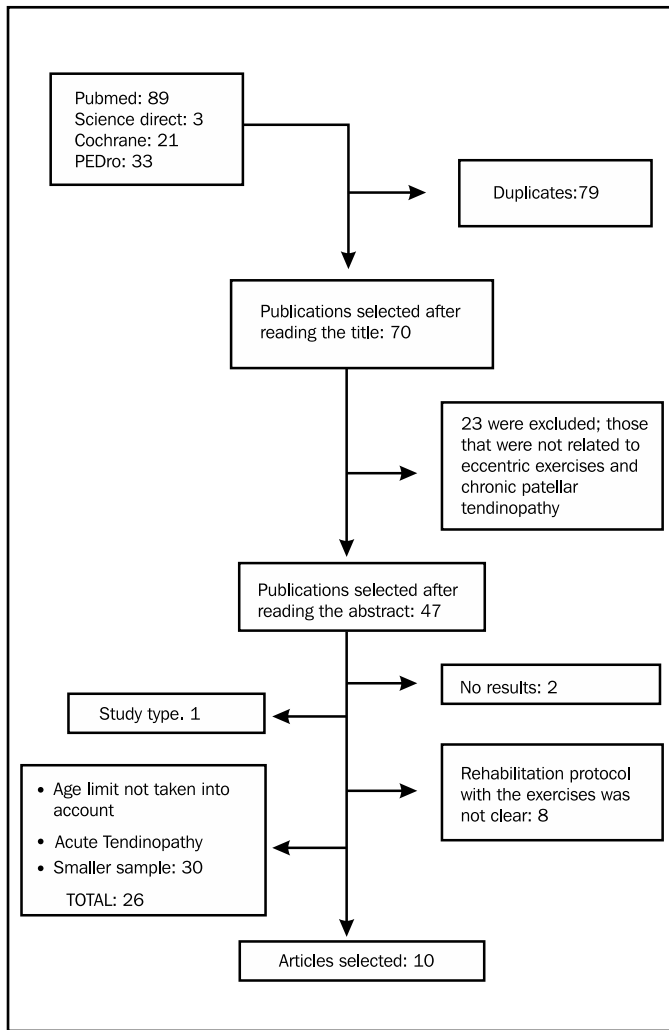 Pubmed: 89
Science direct: 3
Cochrane: 21
PEDro: 33
Duplicates:79
Publications selected after
reading the title: 70
23 were excluded; those
that were not related to
eccentric exercises and
chronic patellar
tendinopathy
Publications selected after
reading the abstract: 47
No results: 2
Study type. 1
Rehabilitation protocol
with the exercises was
not clear: 8
• Age limit not taken into
account
• Acute Tendinopathy
• Smaller sample: 30
TOTAL: 26
Articles selected: 10